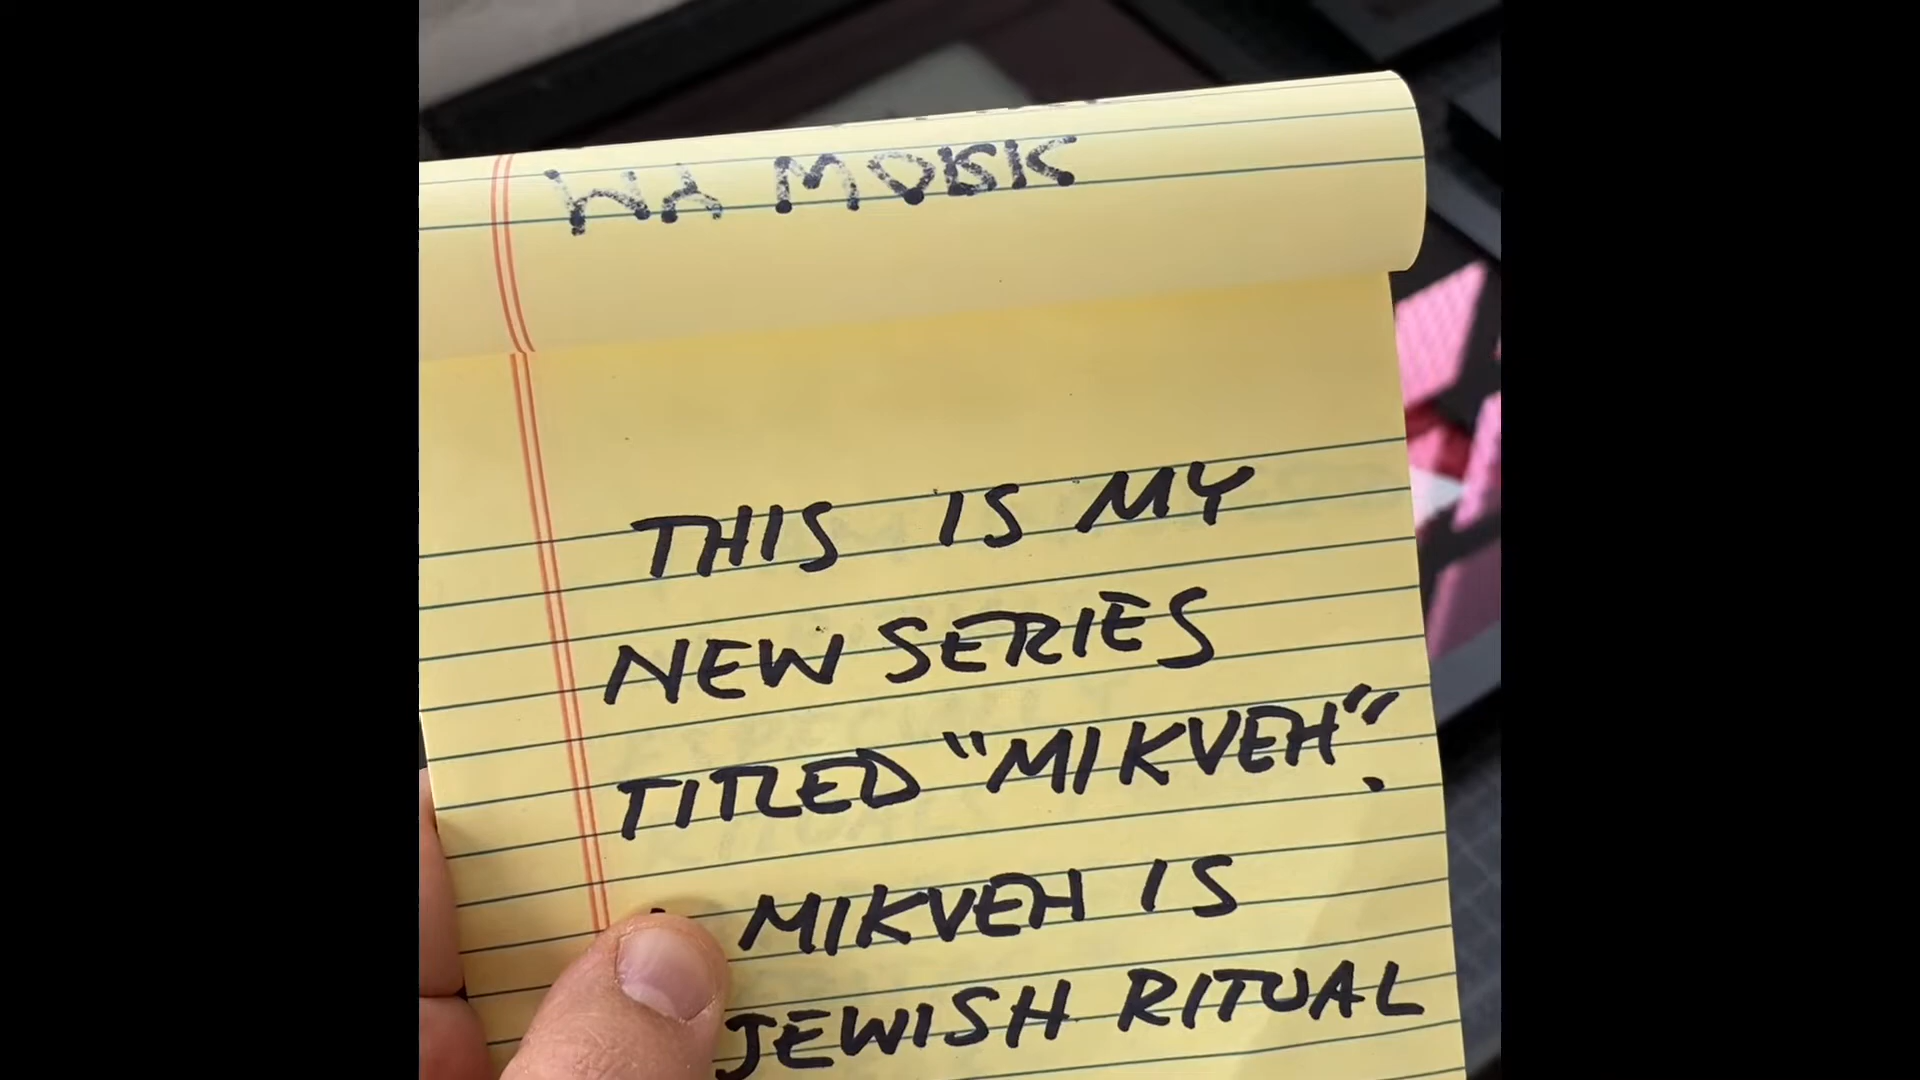 THIS IS MY
NEW SERIES
TITLED "MIKVEH".
MIKVEH IS
JEWISH RITUAL